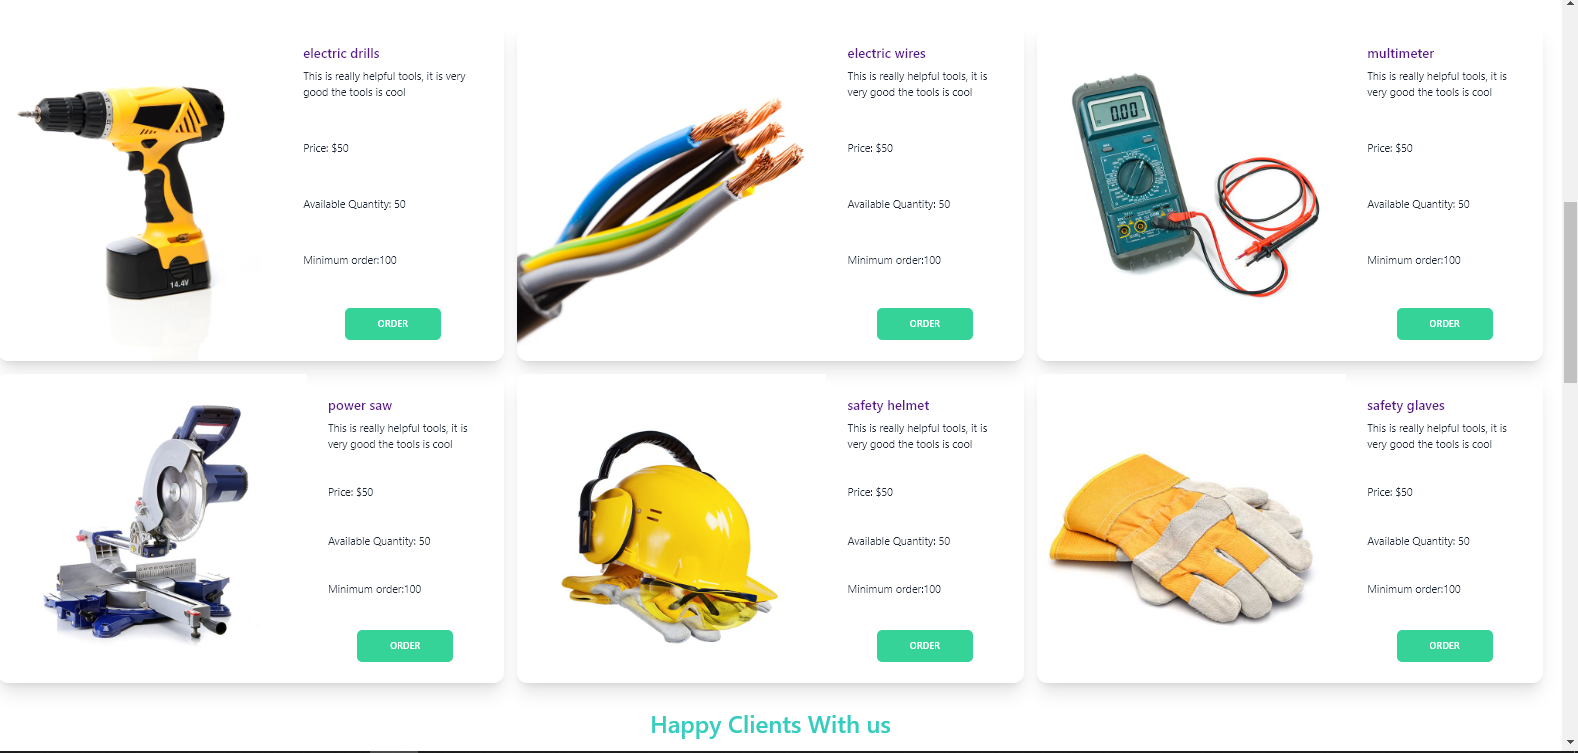 electric drills
This is really helpful tools, it is very
good the tools is cool
Price: $50
Available Quantity: 50
Minimum order:100
ORDER
14.4V
electric wires
This is really helpful tools, it is
very good the tools is cool
Price: $50
Available Quantity: 50
Minimum order:100
ORDER
multimeter
This is really helpful tools, it is
very good the tools is cool
Price: $50
Available Quantity: 50
Minimum order:100
ORDER
0.00
power saw
This is really helpful tools, it is
very good the tools is cool
Price: $50
Available Quantity: 50
Minimum order:100
ORDER
safety helmet
This is really helpful tools, it is
very good the tools is cool
Price: $50
Available Quantity: 50
Minimum order:100
ORDER
safety glaves
This is really helpful tools, it is
very good the tools is cool
Price: $50
Available Quantity: 50
Minimum order:100
ORDER
Happy Clients With us